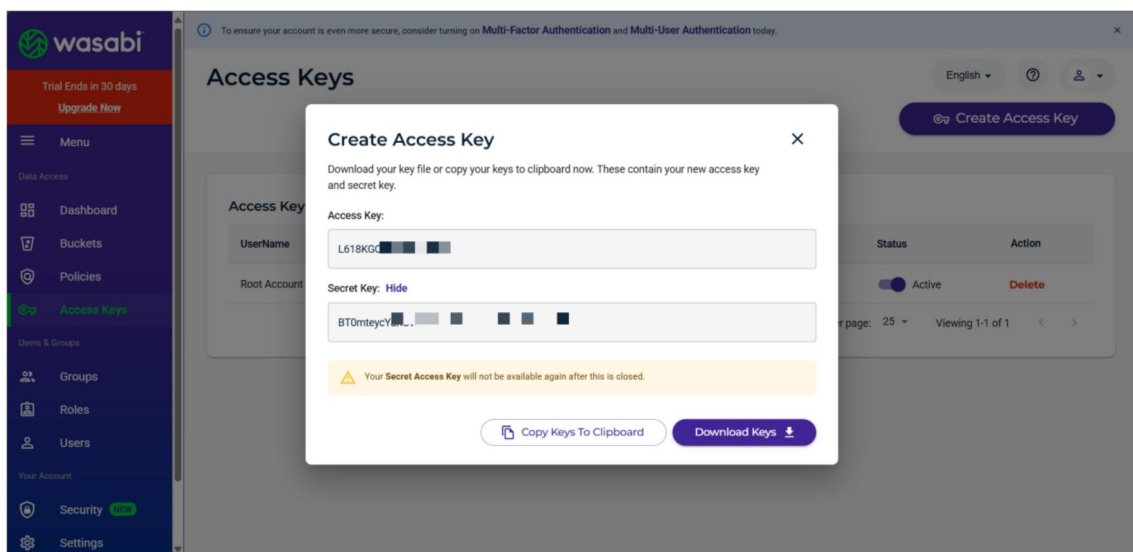 To ensure your account is even more secure, consider turning on Multi-Factor Authentication and Multi-User Authentication today.
wasabi
Trial Ends in 30 days
Upgrade Now
Menu
Data Access
Dashboard
Buckets
Policies
Access Keys
Users & Groups
Groups
Roles
Users
Your Account
Security NEW
Settings
Access Keys
English
Create Access Key
Access Key
UserName
Status
Action
Root Account
Active
Delete
page: 25
Viewing 1-1 of 1
Create Access Key
Download your key file or copy your keys to clipboard now. These contain your new access key
and secret key.
Access Key:
L618KG
Secret Key: Hide
BT0mteycY
Your Secret Access Key will not be available again after this is closed.
Copy Keys To Clipboard
Download Keys